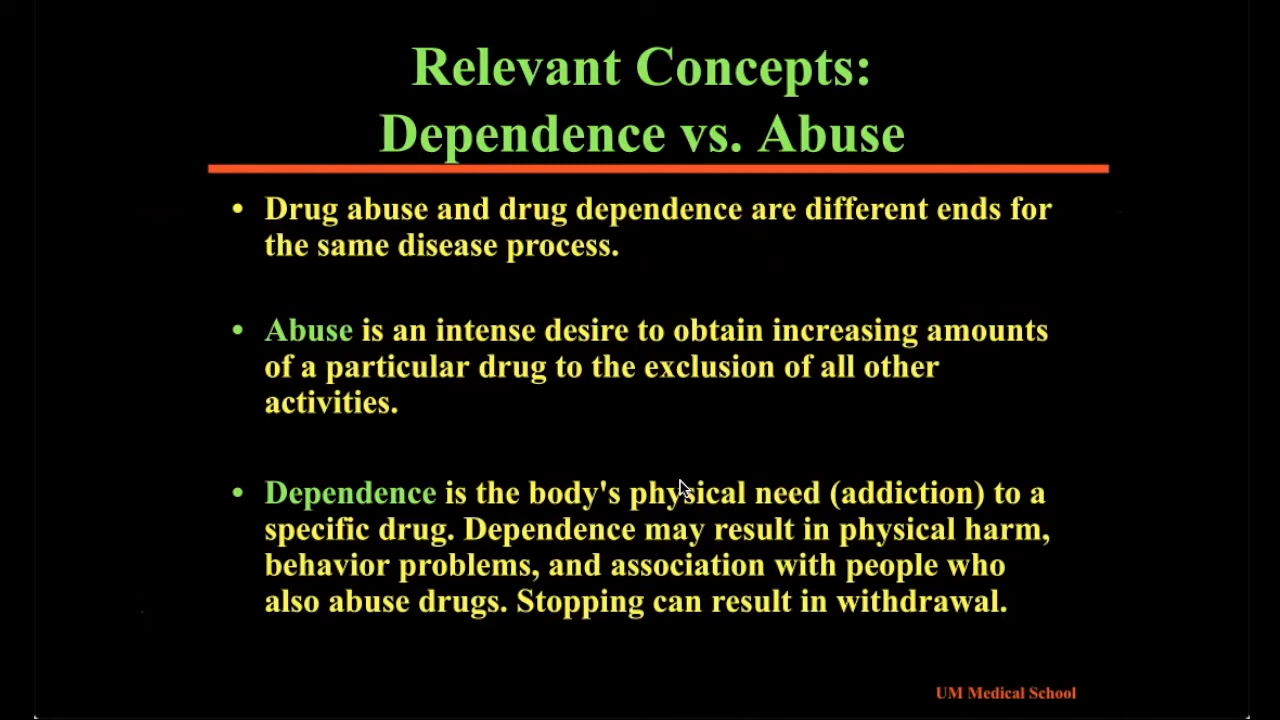 Relevant Concepts:
Dependence vs. Abuse
• Drug abuse and drug dependence are different ends for
the same disease process.
• Abuse is an intense desire to obtain increasing amounts
of a particular drug to the exclusion of all other
activities.
• Dependence is the body's physical need (addiction) to a
specific drug. Dependence may result in physical harm,
behavior problems, and association with people who
also abuse drugs. Stopping can result in withdrawal.
UM Medical School